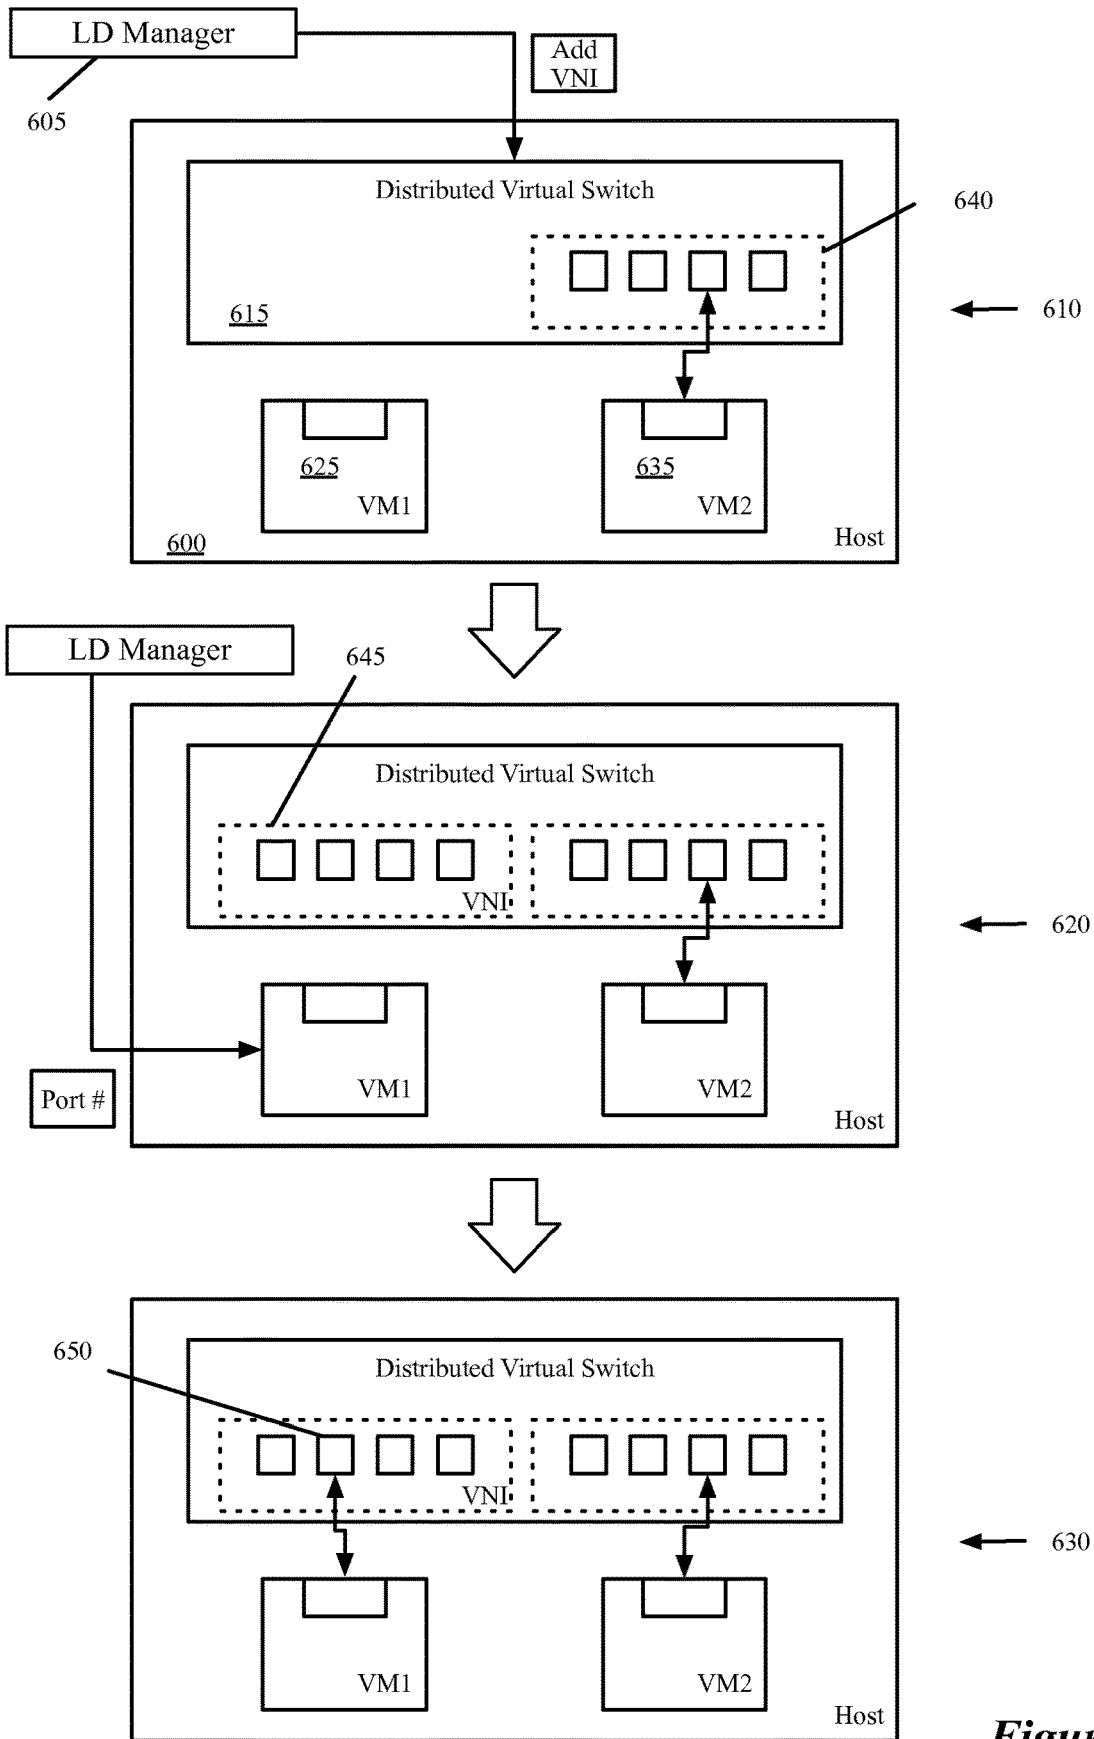 LD Manager
Add
VNI
605
Distributed Virtual Switch
640
615
610
625
VM1
635
VM2
600
Host
LD Manager
645
Distributed Virtual Switch
VNI
620
VM1
VM2
Port #
Host
650
Distributed Virtual Switch
VNI
630
VM1
VM2
Host